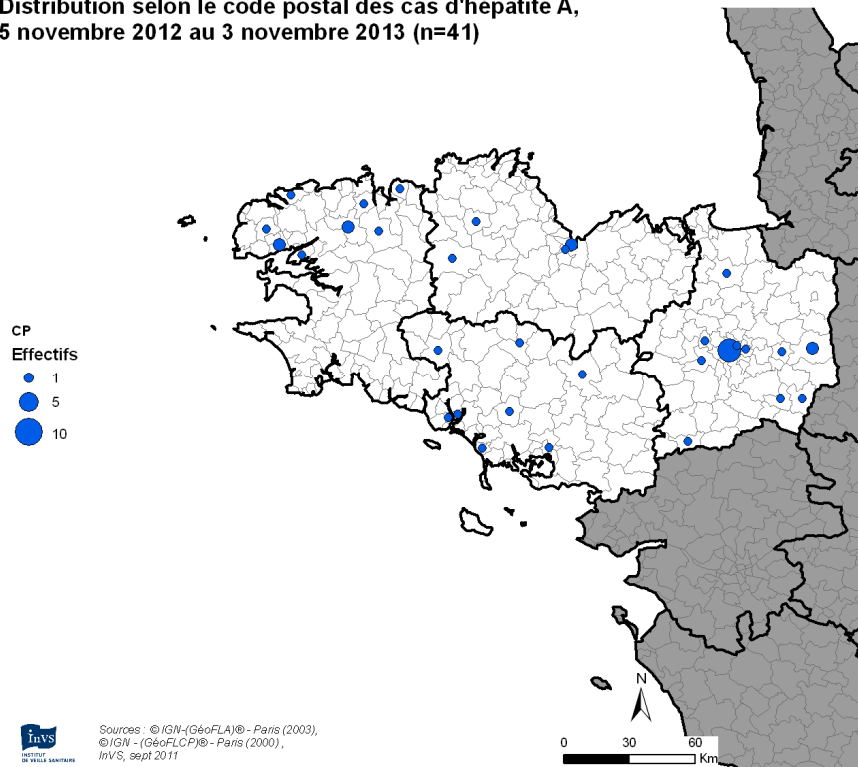 Distribution selon le code postal des cas d'hépatite A,
5 novembre 2012 au 3 novembre 2013 (n=41)
CP
Effectifs
1
5
10
N
0 30 60
Km
InVS
INSTITUT
DE VEILLE SANITAIRE
Sources : © IGN-(GéoFLA)® - Paris (2003),
© IGN - (GéoFLCP)® - Paris (2000) ,
InVS, sept 2011